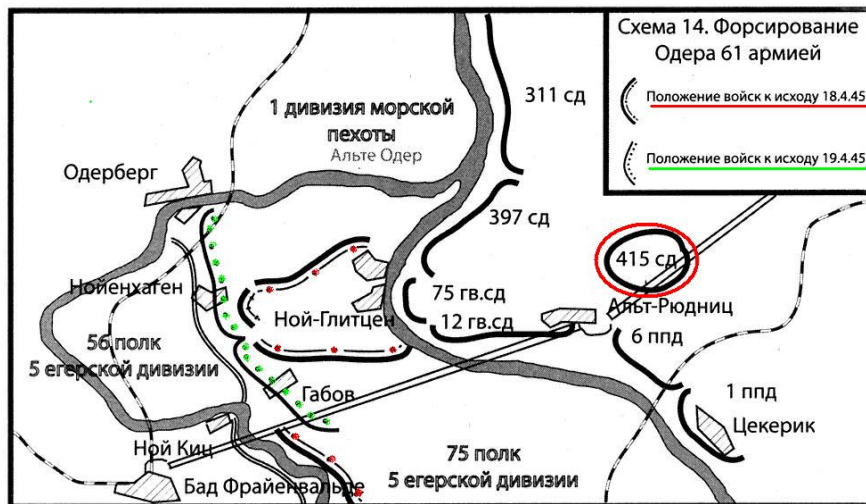 Схема 14. Форсирование
Одера 61 армией
Положение войск к исходу 18.4.45
Положение войск к исходу 19.4.45
311 сд
1 дивизия морской
пехоты
Альте Одер
Одерберг
397 сд
415 сд
Нойенхаген
75 гв.сд
Ной-Глитцен
12 гв.сд
Альт-Рюдниц
6 ппд
56 полк
5 егерской дивизии
Габов
1 ппд
Цекерик
Ной Киц
75 полк
5 егерской дивизии
Бад Фрайенвальде